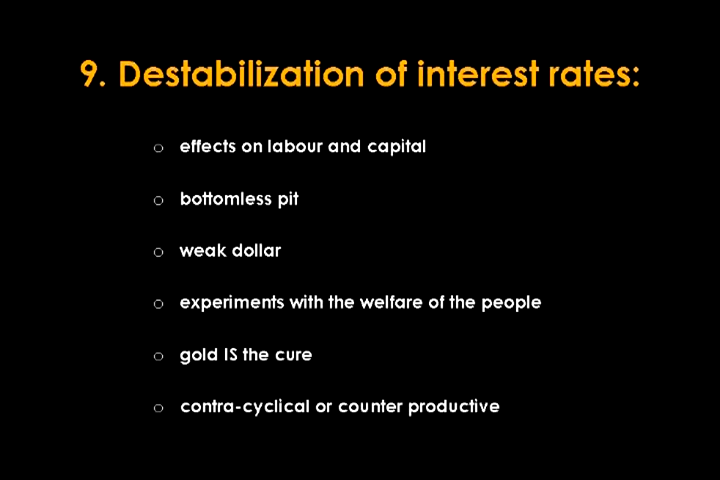 9. Destabilization of interest rates:
o effects on labour and capital
o bottomless pit
o weak dollar
o experiments with the welfare of the people
o gold IS the cure
o contra-cyclical or counter productive